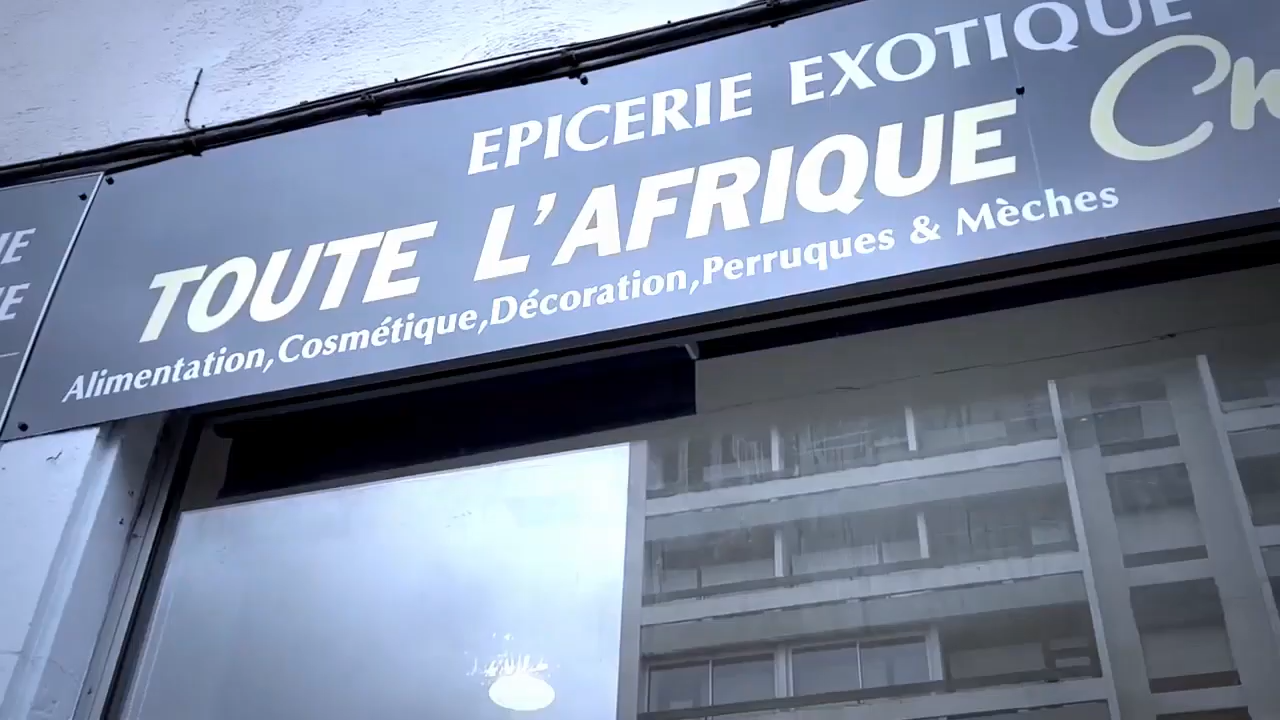 EPICERIE EXOTIQUE
TOUTE L'AFRIQUE
Alimentation,Cosmétique,Décoration,Perruques & Mèches